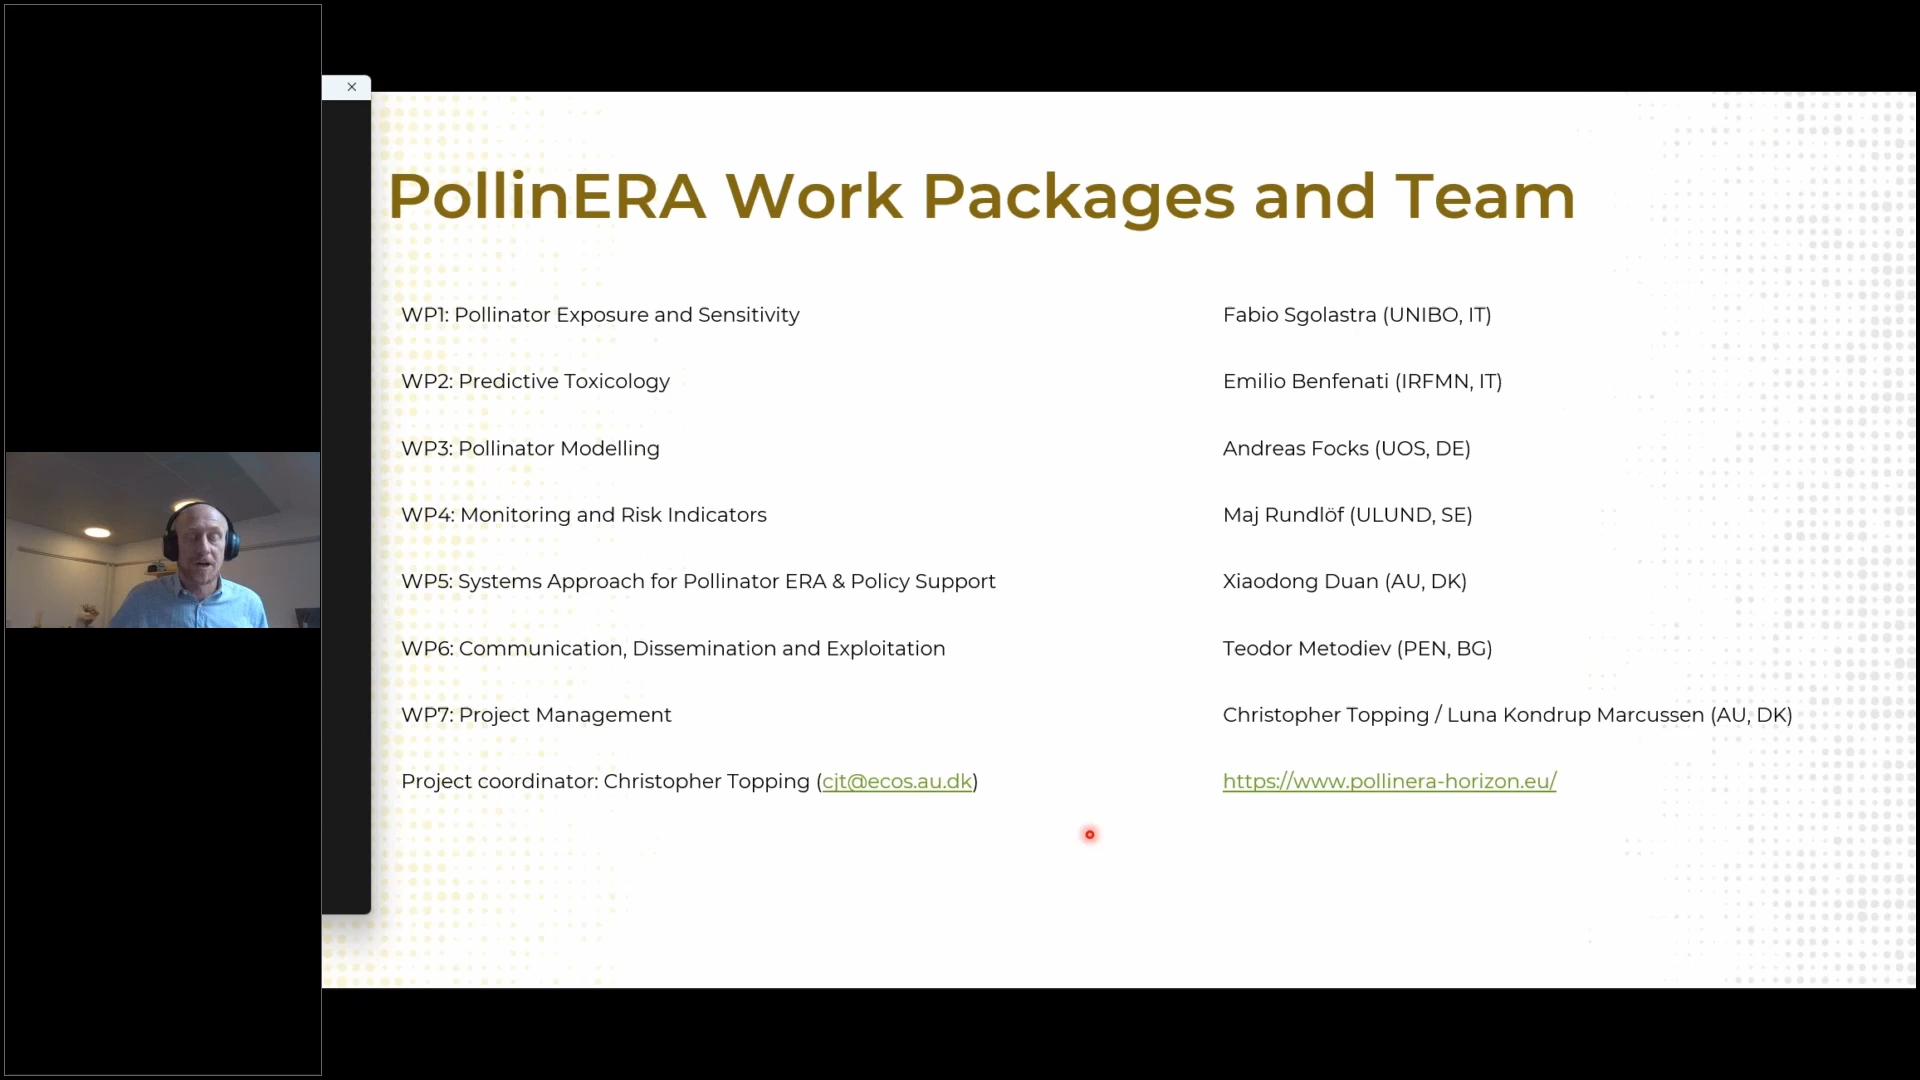 PollinERA Work Packages and Team
WP1: Pollinator Exposure and Sensitivity
Fabio Sgolastra (UNIBO, IT)
WP2: Predictive Toxicology
Emilio Benfenati (IRFMN, IT)
WP3: Pollinator Modelling
Andreas Focks (UOS, DE)
WP4: Monitoring and Risk Indicators
Maj Rundlöf (ULUND, SE)
WP5: Systems Approach for Pollinator ERA & Policy Support
Xiaodong Duan (AU, DK)
WP6: Communication, Dissemination and Exploitation
Teodor Metodiev (PEN, BG)
WP7: Project Management
Christopher Topping / Luna Kondrup Marcussen (AU, DK)
Project coordinator: Christopher Topping (cjt@ecos.au.dk)
https://www.pollinera-horizon.eu/